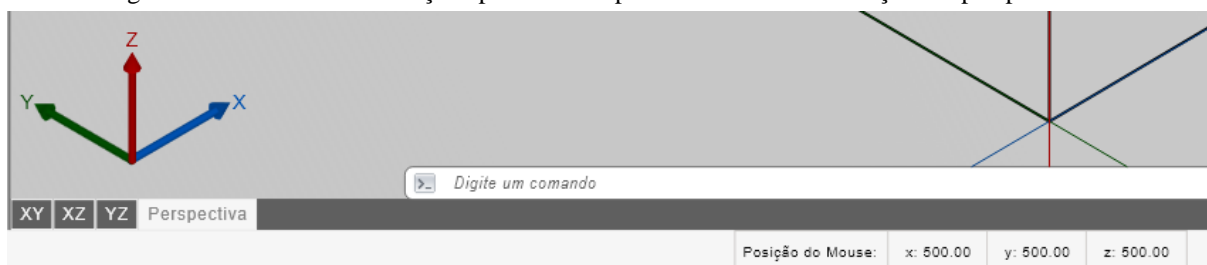 Z
Y
X
Digite um comando
XY XZ YZ Perspectiva
Posição do Mouse: x: 500.00 y: 500.00 z: 500.00